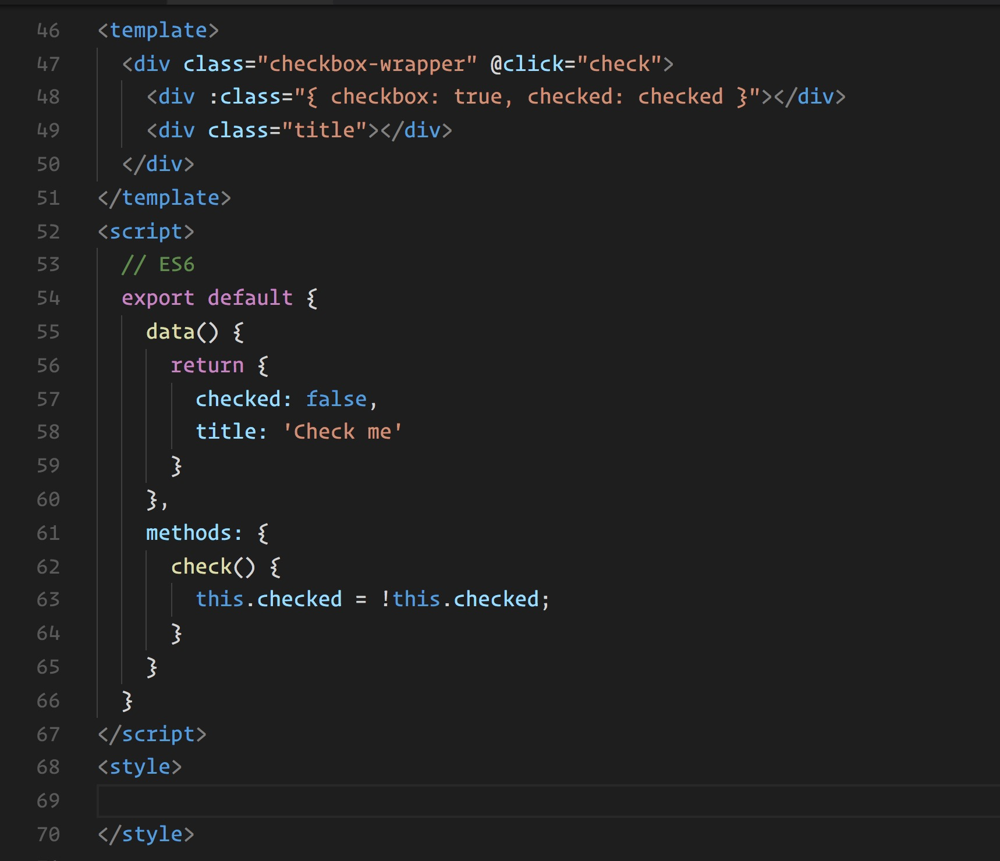 46 <template>
47 <div class="checkbox-wrapper" @click="check">
48 <div :class="{ checkbox: true, checked: checked }"></div>
49 <div class="title"></div>
50 </div>
51 </template>
52 <script>
53 // ES6
54 export default {
55 data() {
56 return {
57 checked: false,
58 title: 'Check me'
59 }
60 },
61 methods: {
62 check() {
63 this.checked = !this.checked;
64 }
65 }
66 }
67 </script>
68 <style>
69
70 </style>